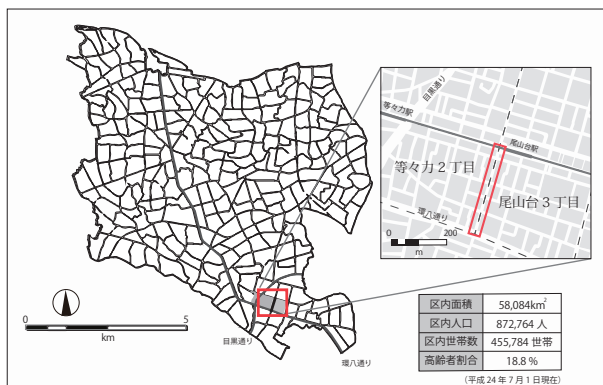 目黒通り
等々力駅
尾山台駅
等々力2丁目
尾山台3丁目
環八通り
0 200
m
0 5
km
目黒通り
環八通り
区内面積 58,084km²
区内人口 872,764 人
区内世帯数 455,784 世帯
高齢者割合 18.8 %
(平成 24 年 7 月 1 日現在)